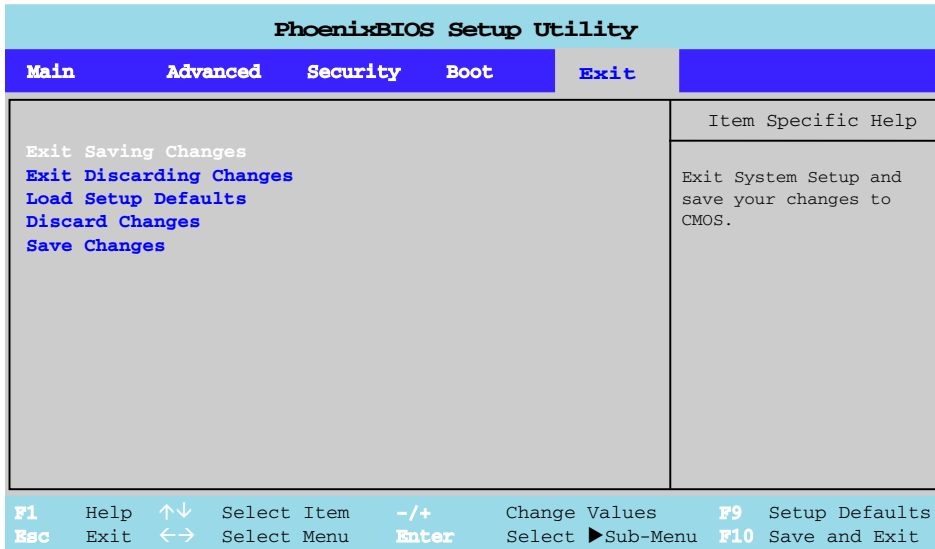 PhoenixBIOS Setup Utility
Main Advanced Security Boot Exit
Item Specific Help
Exit Saving Changes
Exit Discarding Changes
Load Setup Defaults
Discard Changes
Save Changes
Exit System Setup and
save your changes to
CMOS.
F1 Help ↑↓ Select Item -/+ Change Values F9 Setup Defaults
Esc Exit ←→ Select Menu Enter Select ▶Sub-Menu F10 Save and Exit